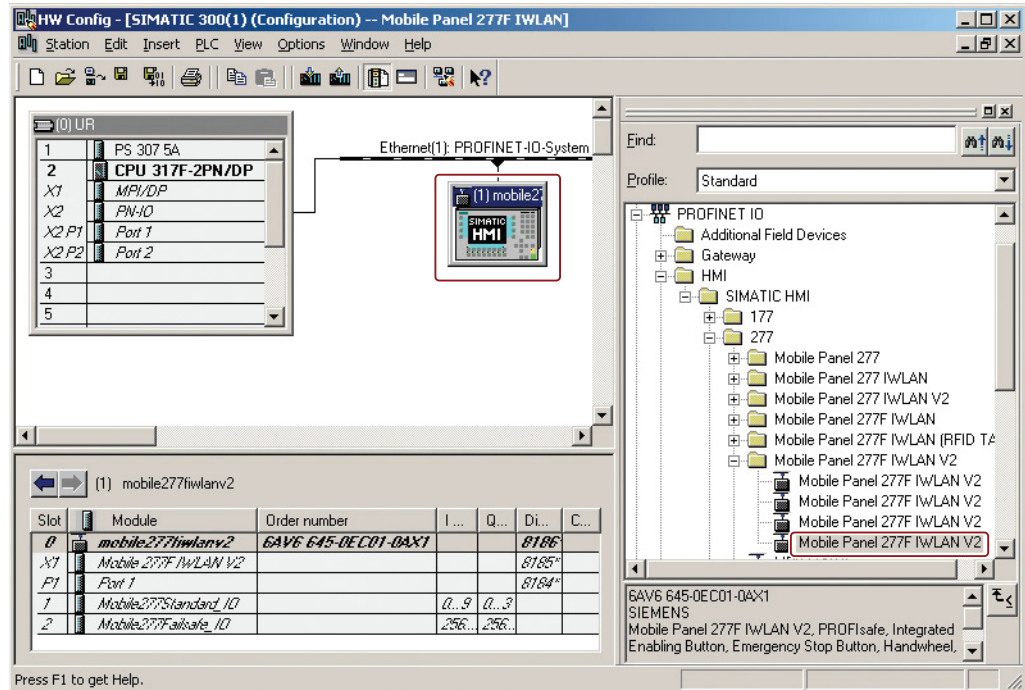 HW Config - [SIMATIC 300(1) (Configuration) -- Mobile Panel 277F IWLAN]
Station Edit Insert PLC View Options Window Help
(0) UR
1 PS 307 5A
2 CPU 317F-2PN/DP
X1 MPI/DP
X2 PN-IO
X2 P1 Port 1
X2 P2 Port 2
3
4
5
Ethernet(1): PROFINET-IO-System
(1) mobile27
SIMATIC
HMI
(1) mobile277fiwlanv2
Slot Module Order number I ... Q... Di... C...
0 mobile277fiwlanv2 6AV6 645-0EC01-0AX1 8186
X1 Mobile 277F IWLAN V2 8185*
P1 Port 1 8184*
1 Mobile277Standard_IO 0...9 0...3
2 Mobile277Failsafe_IO 256... 256...
Find:
Profile: Standard
PROFINET IO
Additional Field Devices
Gateway
HMI
SIMATIC HMI
177
277
Mobile Panel 277
Mobile Panel 277 IWLAN
Mobile Panel 277 IWLAN V2
Mobile Panel 277F IWLAN
Mobile Panel 277F IWLAN (RFID TA
Mobile Panel 277F IWLAN V2
Mobile Panel 277F IWLAN V2
Mobile Panel 277F IWLAN V2
Mobile Panel 277F IWLAN V2
Mobile Panel 277F IWLAN V2
6AV6 645-0EC01-0AX1
SIEMENS
Mobile Panel 277F IWLAN V2, PROFIsafe, Integrated
Enabling Button, Emergency Stop Button, Handwheel,
Press F1 to get Help.